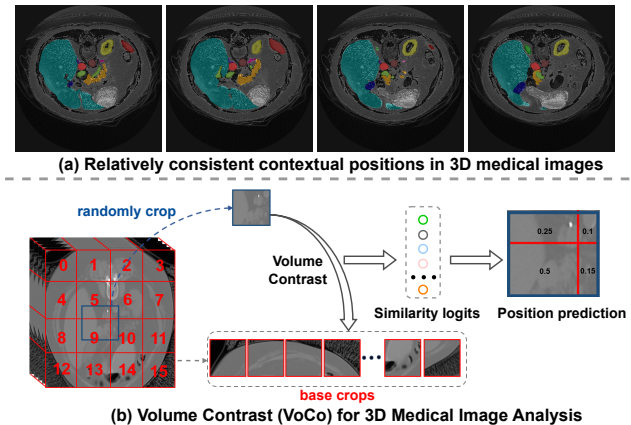 (a) Relatively consistent contextual positions in 3D medical images
randomly crop
0 1 2 3
4 5 6 7
8 9 10 11
12 13 14 15
Volume
Contrast
Similarity logits
0.25 0.1
0.5 0.15
Position prediction
base crops
(b) Volume Contrast (VoCo) for 3D Medical Image Analysis